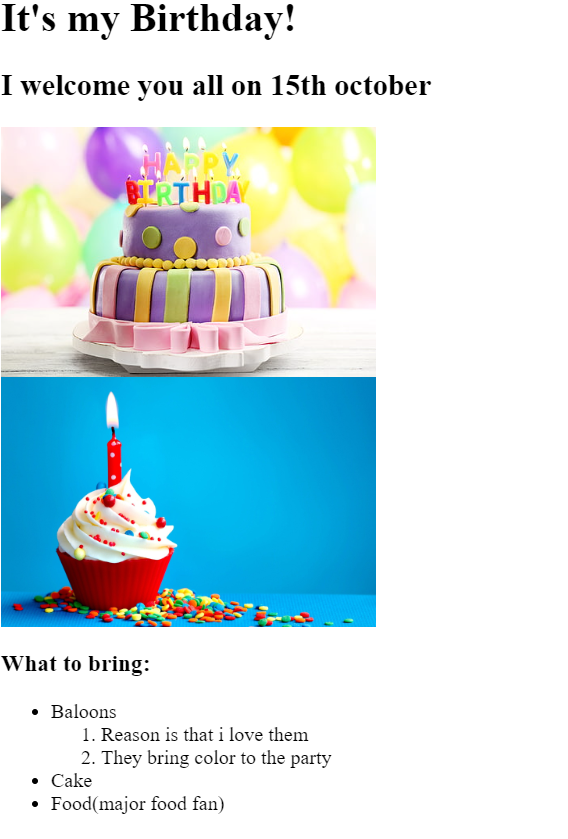 It's my Birthday!
I welcome you all on 15th october
HAPPY
BIRTHDAY
What to bring:
Baloons
1. Reason is that i love them
2. They bring color to the party
Cake
Food(major food fan)